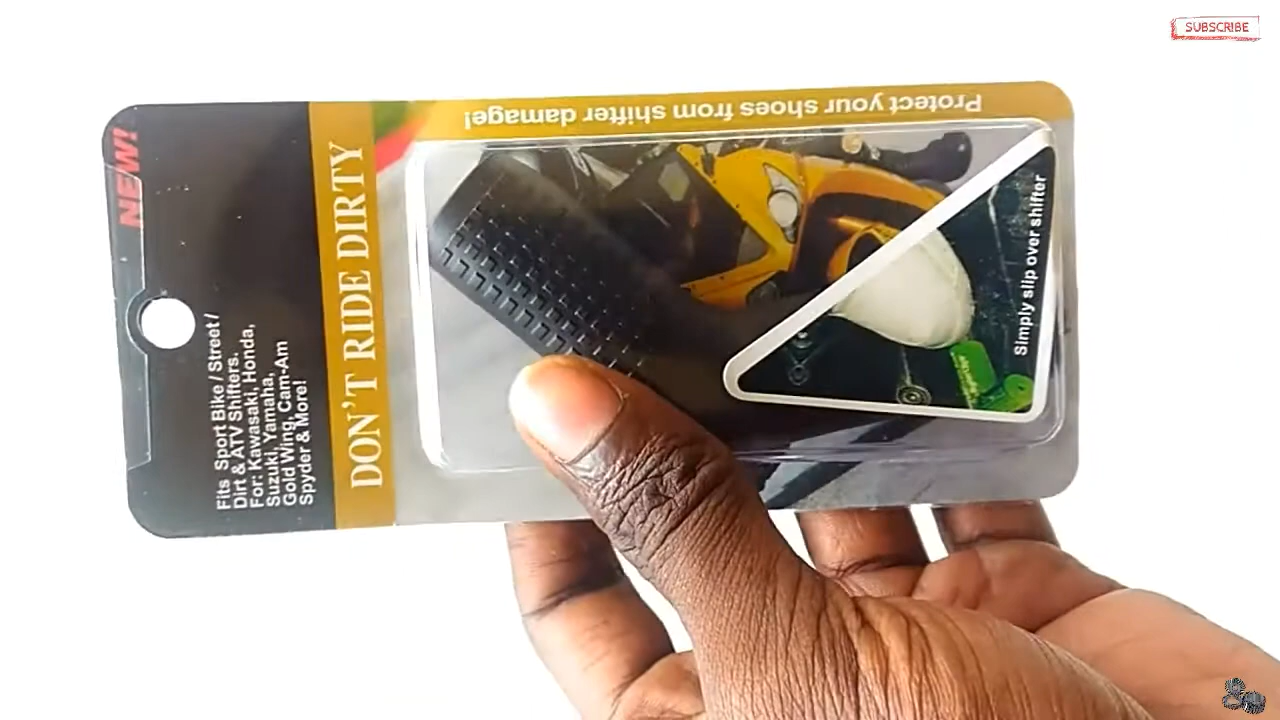 SUBSCRIBE
NEW!
Fits Sport Bike / Street /
Dirt & ATV Shifters.
For: Kawasaki, Honda,
Suzuki, Yamaha,
Gold Wing, Cam-Am
Spyder & More!
DON'T RIDE DIRTY
Protect your shoes from shifter damage!
Simply slip over shifter